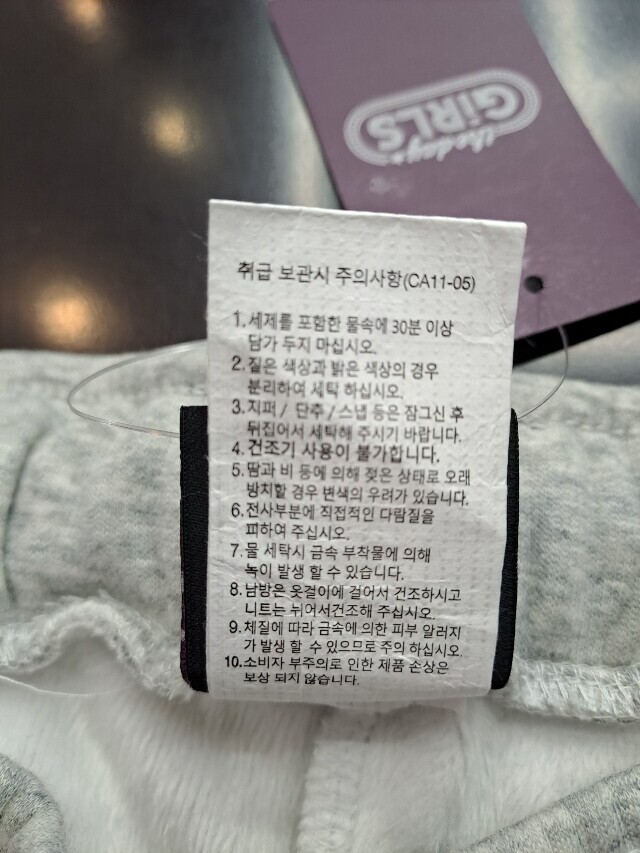 the day's
GiRL'S
취급 보관시 주의사항(CA11-05)
1.세제를 포함한 물속에 30분 이상
담가 두지 마십시오.
2.짙은 색상과 밝은 색상의 경우
분리하여 세탁 하십시오.
3.지퍼/ 단추/스냅 등은 잠그신 후
뒤집어서 세탁해 주시기 바랍니다.
4.건조기 사용이 불가합니다.
5.땀과 비 등에 의해 젖은 상태로 오래
방치할 경우 변색의 우려가 있습니다.
6.전사부분에 직접적인 다람질을
피하여 주십시오.
7.물 세탁시 금속 부착물에 의해
녹이 발생 할 수 있습니다.
8.남방은 옷걸이에 걸어서 건조하시고
니트는 뉘어서건조해 주십시오.
9.체질에 따라 금속에 의한 피부 알러지
가 발생 할 수 있으므로 주의 하십시오.
10.소비자 부주의로 인한 제품 손상은
보상 되지 않습니다.